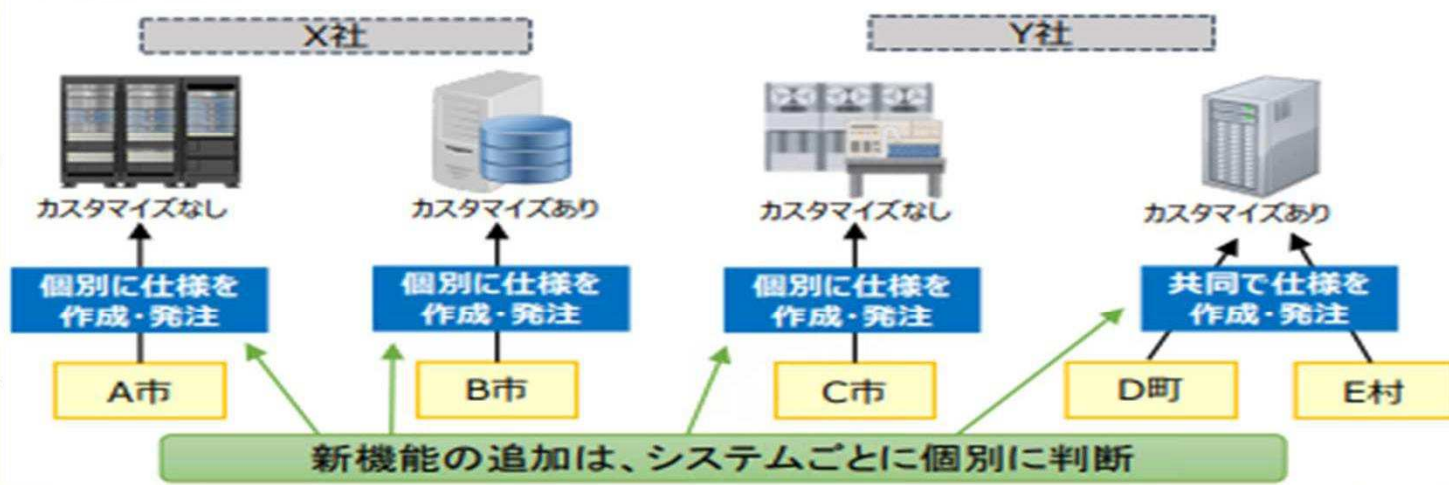 X社
Y社
カスタマイズなし
カスタマイズあり
カスタマイズなし
カスタマイズあり
個別に仕様を
作成・発注
個別に仕様を
作成・発注
個別に仕様を
作成・発注
共同で仕様を
作成・発注
A市
B市
C市
D町
E村
新機能の追加は、システムごとに個別に判断